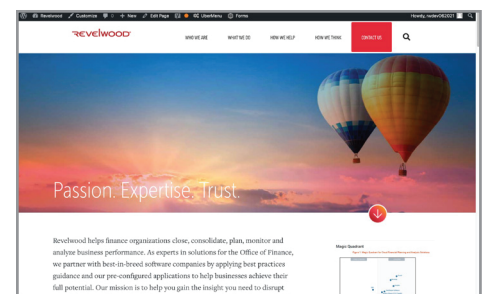 Revelwood Customize 0 + New Edit Page UberMenu Forms Howdy, rwdev082021
REVELWOOD
WHO WE ARE WHAT WE DO HOW WE HELP HOW WE THINK CONTACT US
Passion. Expertise. Trust.
Revelwood helps finance organizations close, consolidate, plan, monitor and
analyze business performance. As experts in solutions for the Office of Finance,
we partner with best-in-breed software companies by applying best practices
guidance and our pre-configured applications to help businesses achieve their
full potential. Our mission is to help you gain the insight you need to disrupt
Magic Quadrant